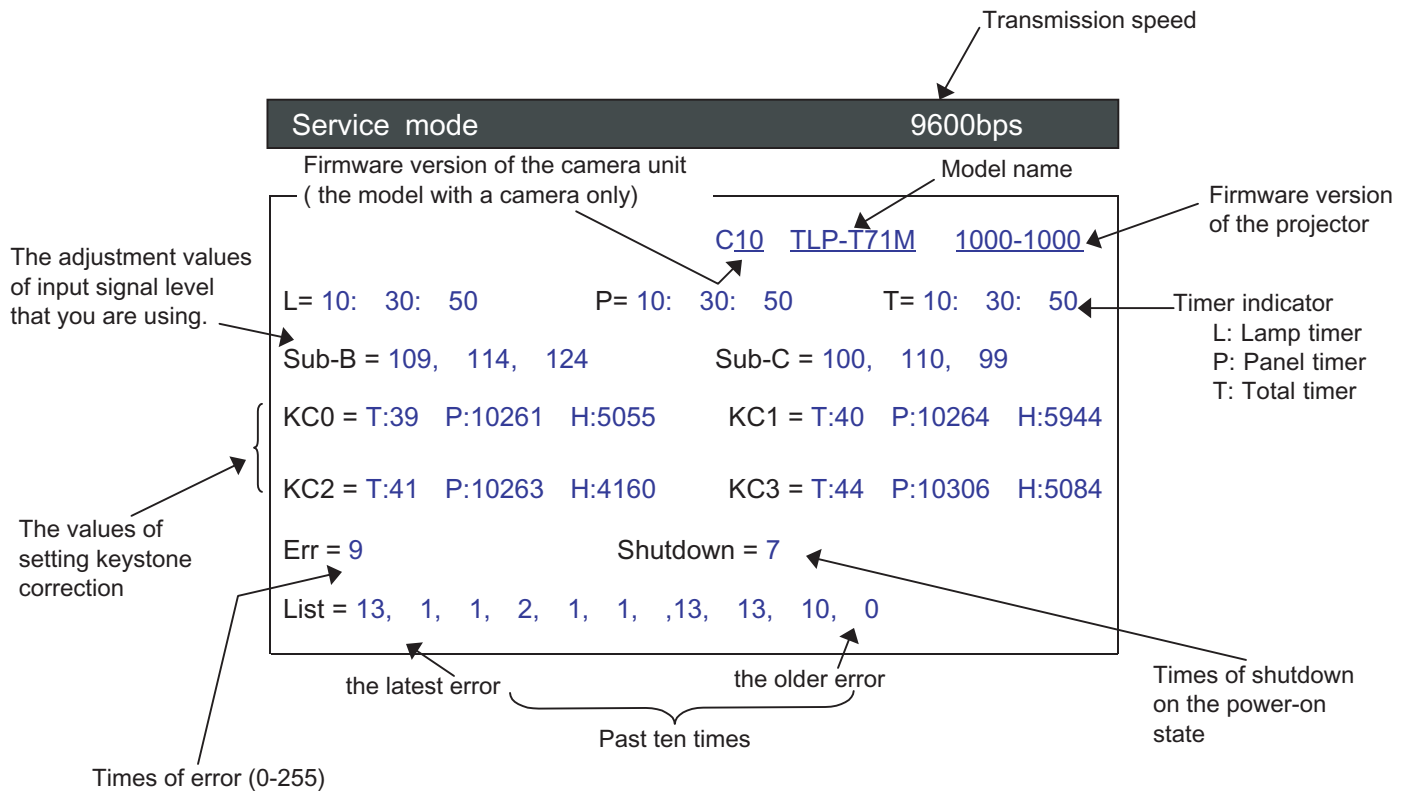 Transmission speed
Service mode 9600bps
Firmware version of the camera unit
( the model with a camera only)
Model name
Firmware version
of the projector
C10 TLP-T71M 1000-1000
The adjustment values
of input signal level
that you are using.
L= 10: 30: 50 P= 10: 30: 50 T= 10: 30: 50
Timer indicator
L: Lamp timer
P: Panel timer
T: Total timer
Sub-B = 109, 114, 124 Sub-C = 100, 110, 99
KC0 = T:39 P:10261 H:5055 KC1 = T:40 P:10264 H:5944
KC2 = T:41 P:10263 H:4160 KC3 = T:44 P:10306 H:5084
The values of
setting keystone
correction
Err = 9 Shutdown = 7
List = 13, 1, 1, 2, 1, 1, ,13, 13, 10, 0
the latest error the older error
Past ten times
Times of shutdown
on the power-on
state
Times of error (0-255)